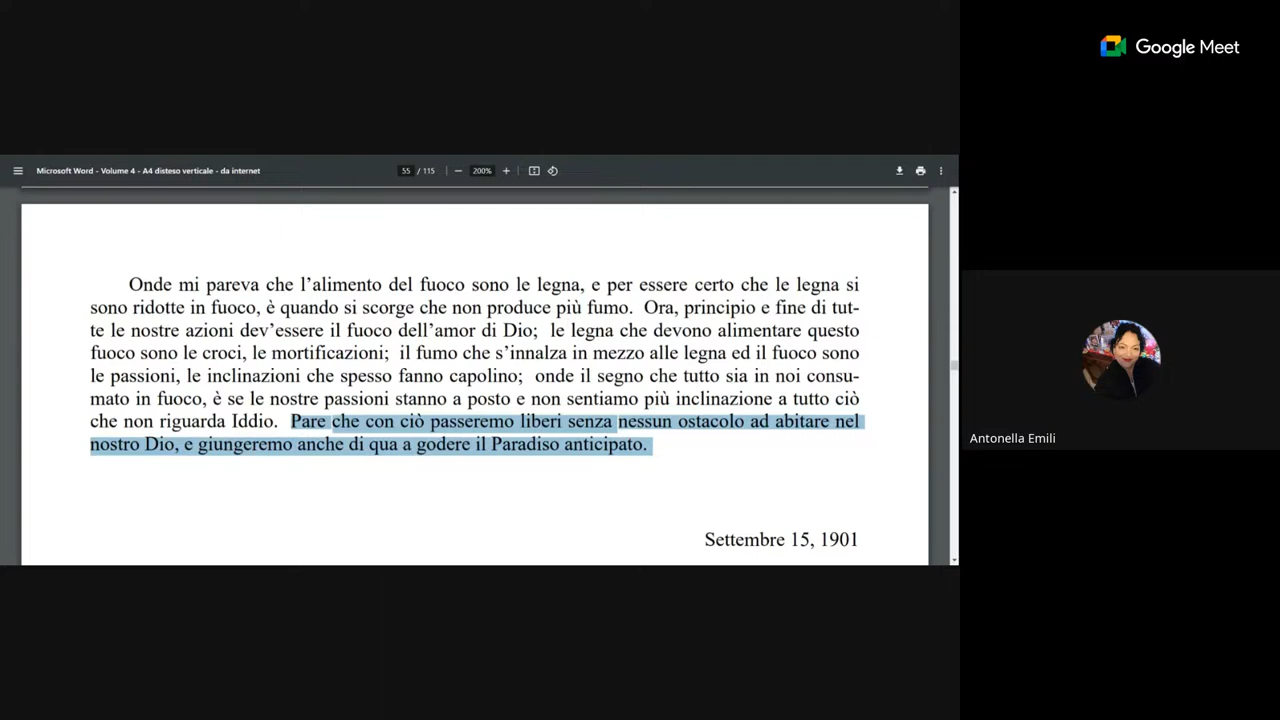 Google Meet
Microsoft Word - Volume 4 - A4 disteso verticale - da internet
55 / 115
200%
Onde mi pareva che l’alimento del fuoco sono le legna, e per essere certo che le legna si
sono ridotte in fuoco, è quando si scorge che non produce più fumo. Ora, principio e fine di tut-
te le nostre azioni dev’essere il fuoco dell’amor di Dio; le legna che devono alimentare questo
fuoco sono le croci, le mortificazioni; il fumo che s’innalza in mezzo alle legna ed il fuoco sono
le passioni, le inclinazioni che spesso fanno capolino; onde il segno che tutto sia in noi consu-
mato in fuoco, è se le nostre passioni stanno a posto e non sentiamo più inclinazione a tutto ciò
che non riguarda Iddio. Pare che con ciò passeremo liberi senza nessun ostacolo ad abitare nel
nostro Dio, e giungeremo anche di qua a godere il Paradiso anticipato.
Settembre 15, 1901
Antonella Emili